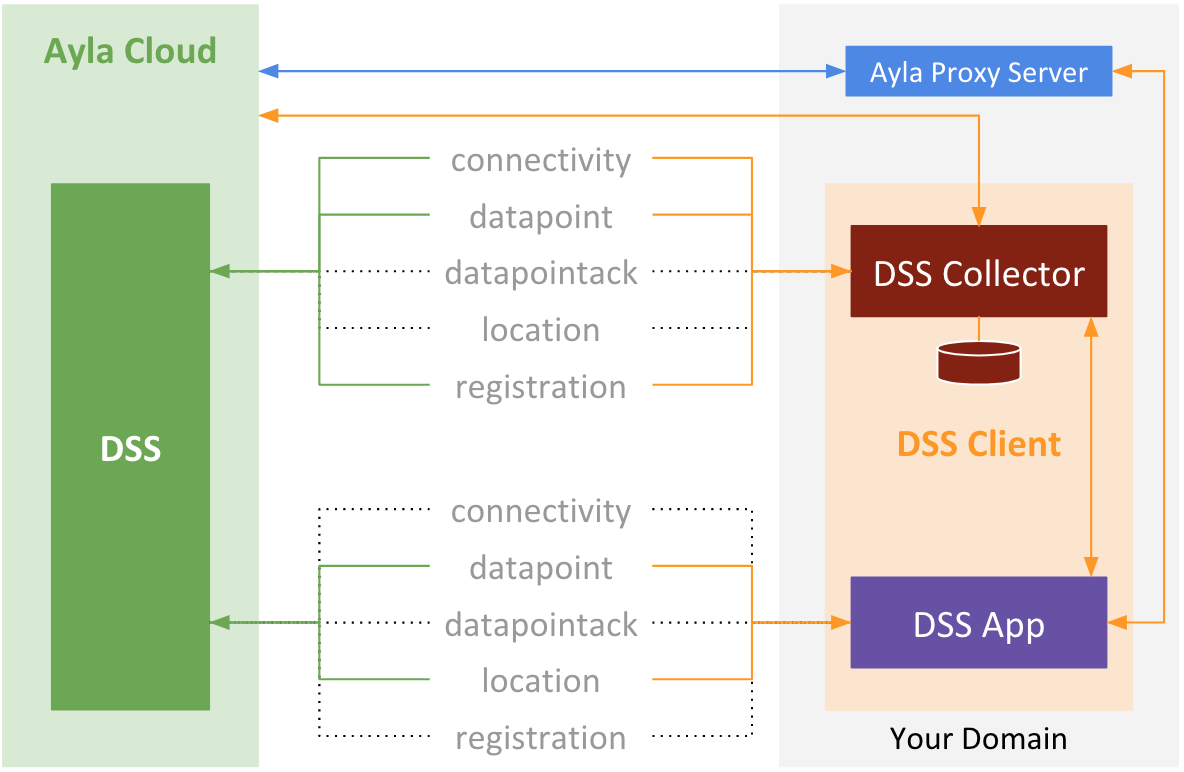 Ayla Cloud
Ayla Proxy Server
connectivity
datapoint
datapointack
location
registration
DSS Collector
DSS
DSS Client
connectivity
datapoint
datapointack
location
registration
DSS App
Your Domain